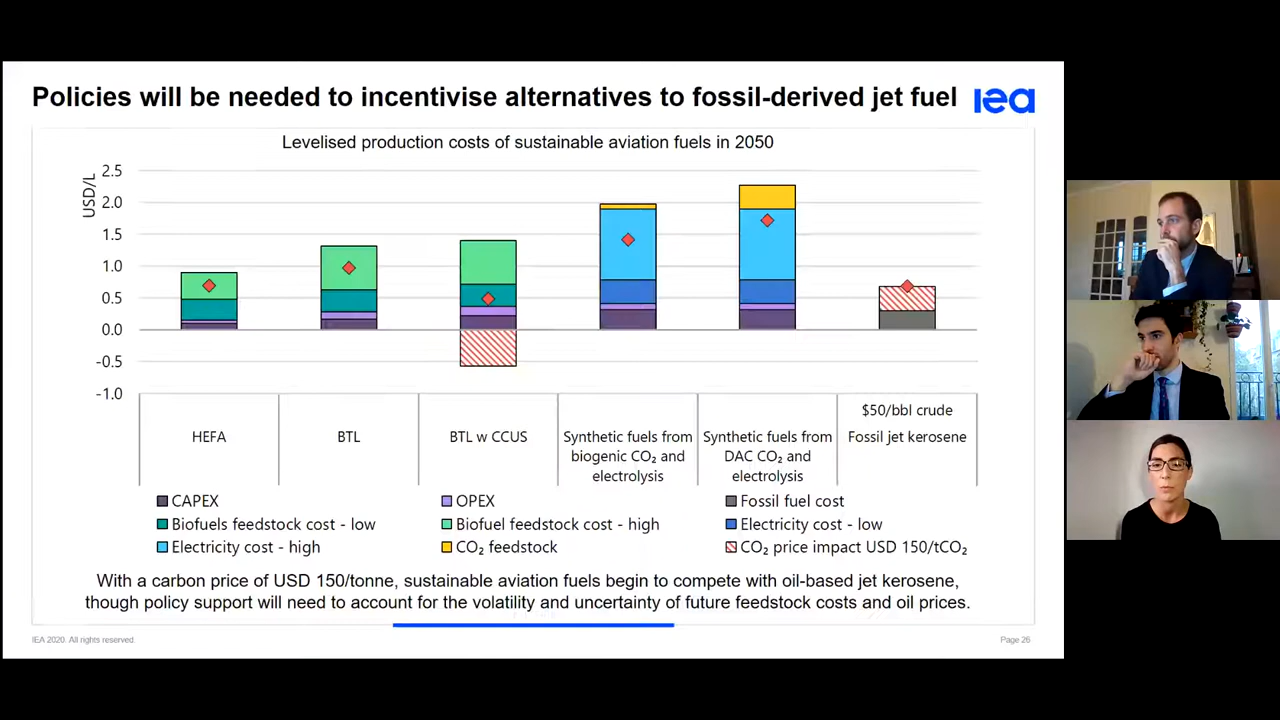 Policies will be needed to incentivise alternatives to fossil-derived jet fuel
iea
Levelised production costs of sustainable aviation fuels in 2050
USD/L
2.5
2.0
1.5
1.0
0.5
0.0
-0.5
-1.0
$50/bbl crude
HEFA
BTL
BTL w CCUS
Synthetic fuels from biogenic CO₂ and electrolysis
Synthetic fuels from DAC CO₂ and electrolysis
Fossil jet kerosene
CAPEX
OPEX
Fossil fuel cost
Biofuels feedstock cost - low
Biofuel feedstock cost - high
Electricity cost - low
Electricity cost - high
CO₂ feedstock
CO₂ price impact USD 150/tCO₂
With a carbon price of USD 150/tonne, sustainable aviation fuels begin to compete with oil-based jet kerosene,
though policy support will need to account for the volatility and uncertainty of future feedstock costs and oil prices.
IEA 2020. All rights reserved.
Page 26